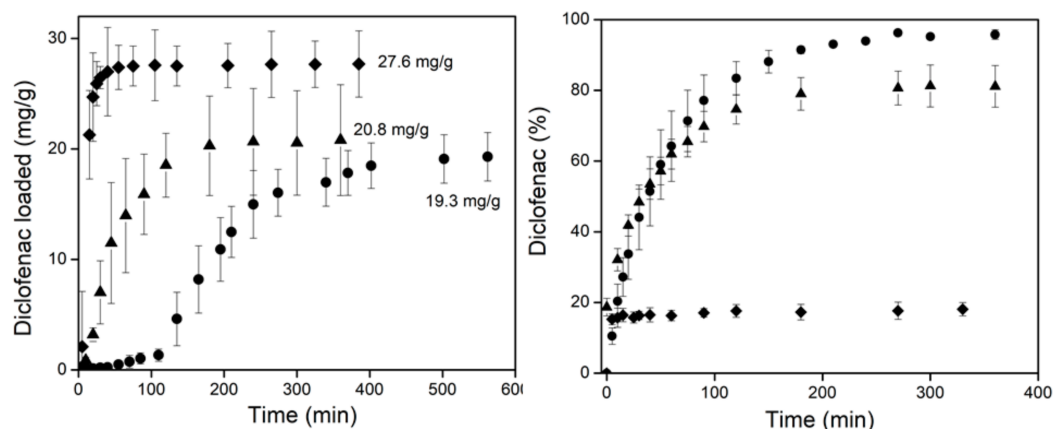 Diclofenac loaded (mg/g)
30
20
10
0
27.6 mg/g
20.8 mg/g
19.3 mg/g
0 100 200 300 400 500 600
Time (min)
Diclofenac (%)
100
80
60
40
20
0
0 100 200 300 400
Time (min)